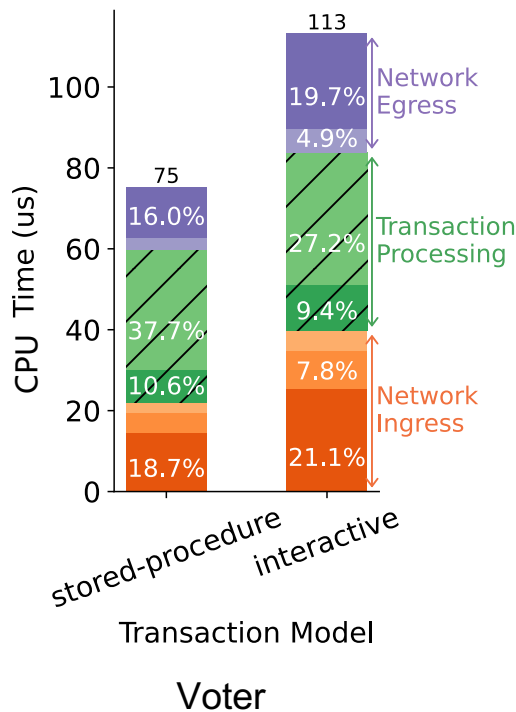 113
100
19.7%
Network
Egress
4.9%
80
75
16.0%
Transaction
Processing
27.2%
60
CPU Time (us)
37.7%
40
9.4%
10.6%
7.8%
Network
Ingress
20
18.7%
21.1%
0
stored-procedure
interactive
Transaction Model
Voter